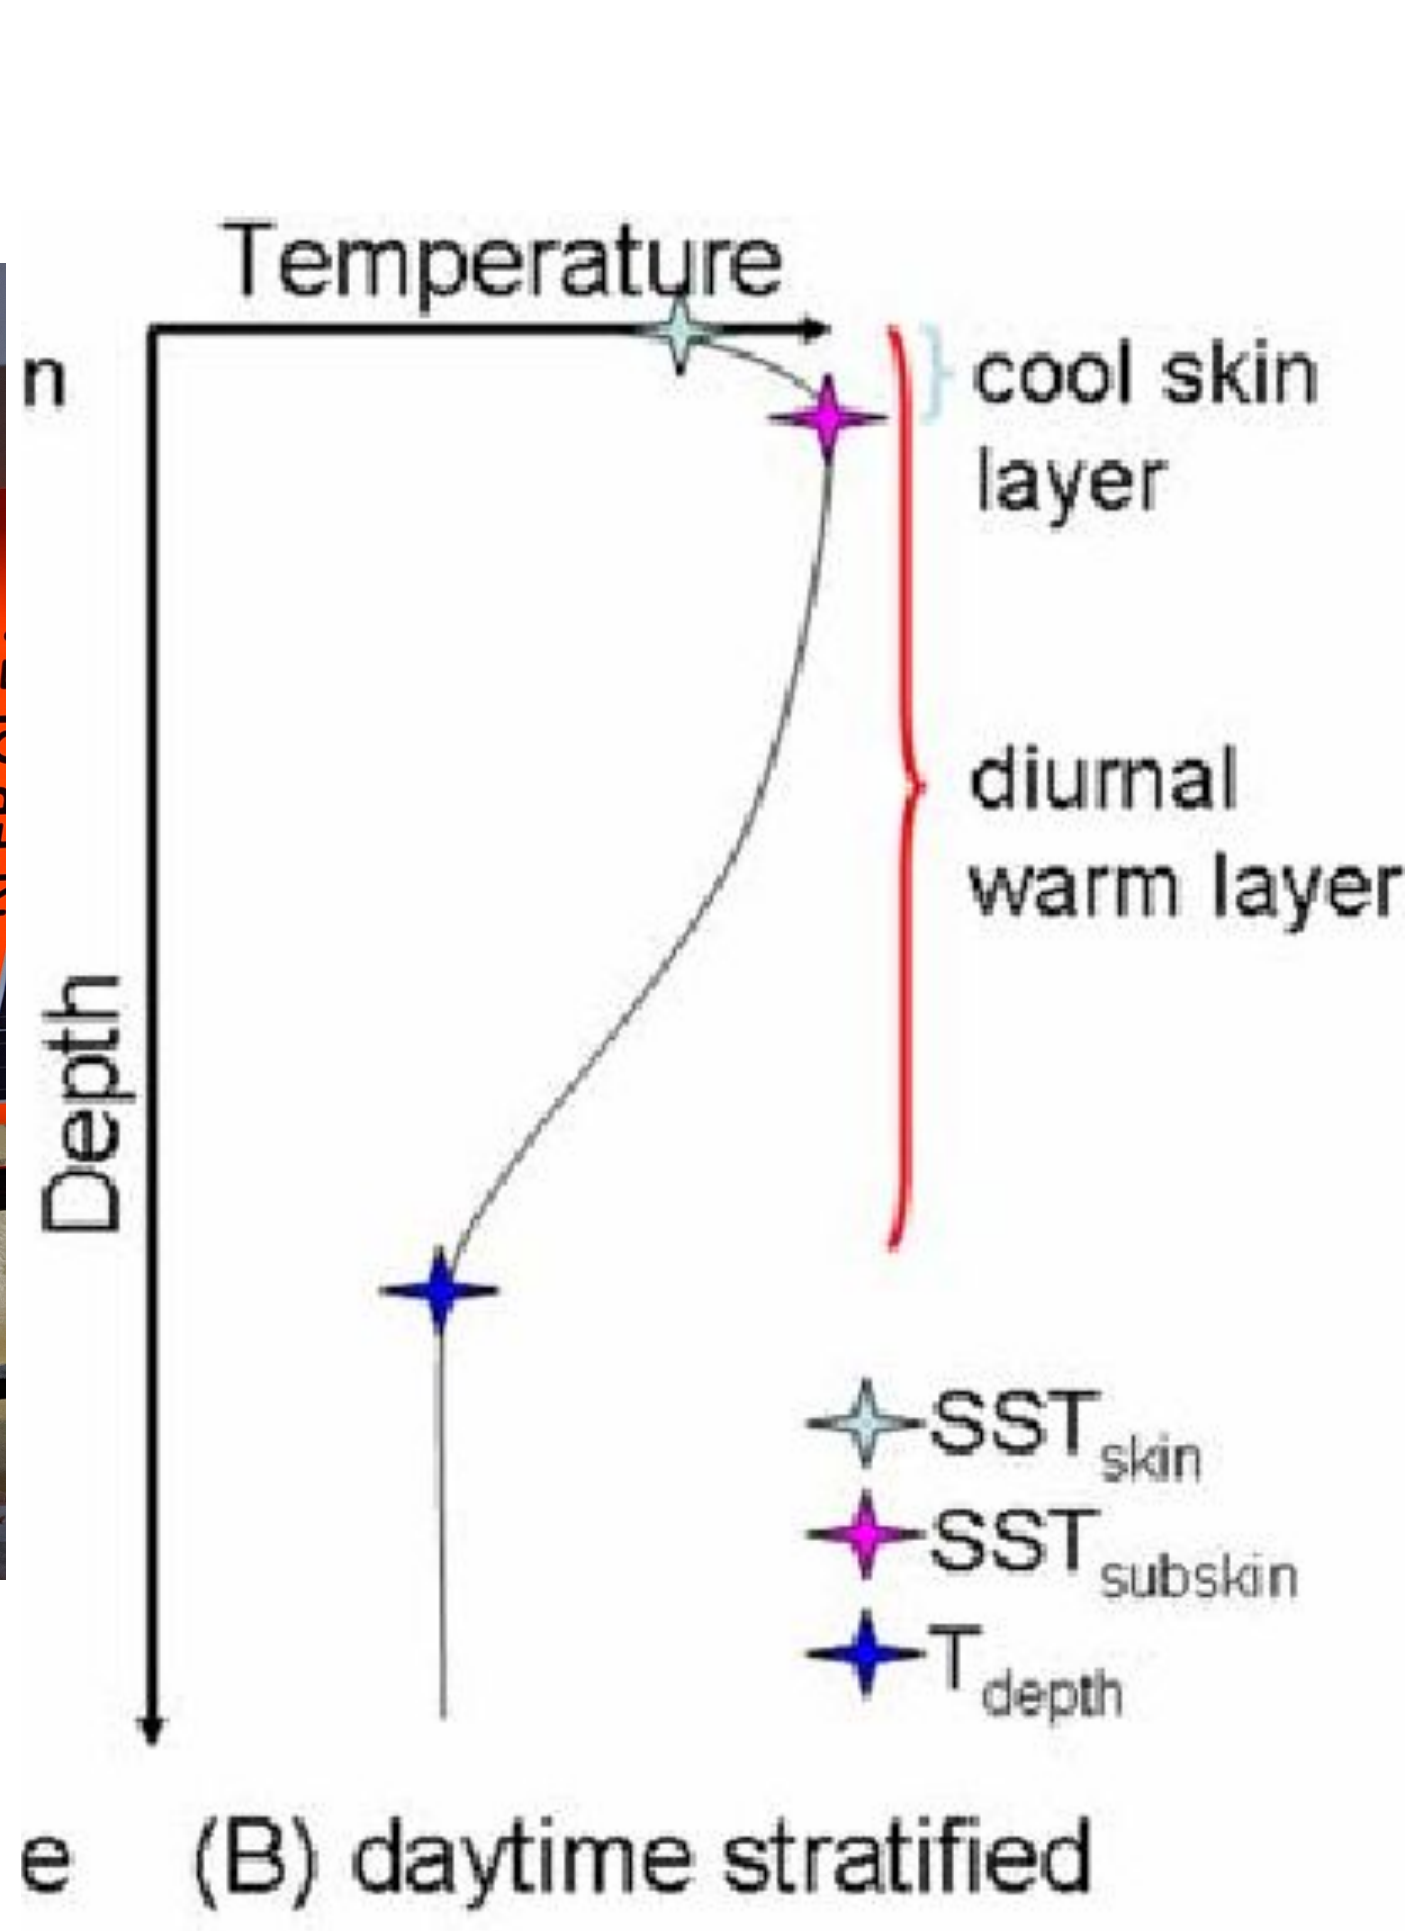 Temperature
n
cool skin
layer
diurnal
warm layer
Depth
SSTskin
SSTsubskin
Tdepth
e
(B) daytime stratified